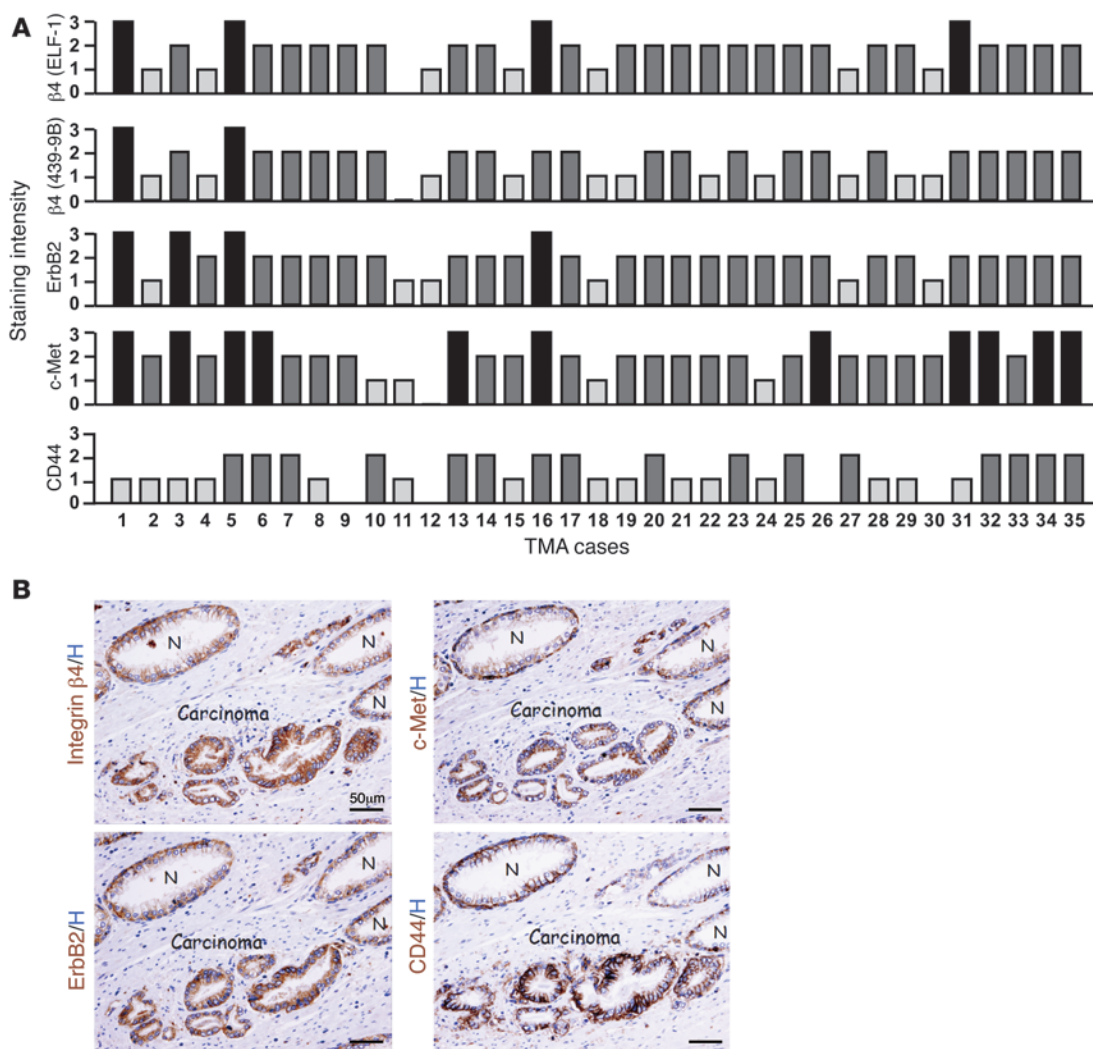 A
β4 (ELF-1)
3
2
1
0
β4 (439-9B)
3
2
1
0
Staining intensity
ErbB2
3
2
1
0
c-Met
3
2
1
0
CD44
3
2
1
0
1 2 3 4 5 6 7 8 9 10 11 12 13 14 15 16 17 18 19 20 21 22 23 24 25 26 27 28 29 30 31 32 33 34 35
TMA cases
B
Integrin β4/H
N
N
N
Carcinoma
50μm
c-Met/H
N
N
N
Carcinoma
ErbB2/H
N
N
N
Carcinoma
CD44/H
N
N
N
Carcinoma